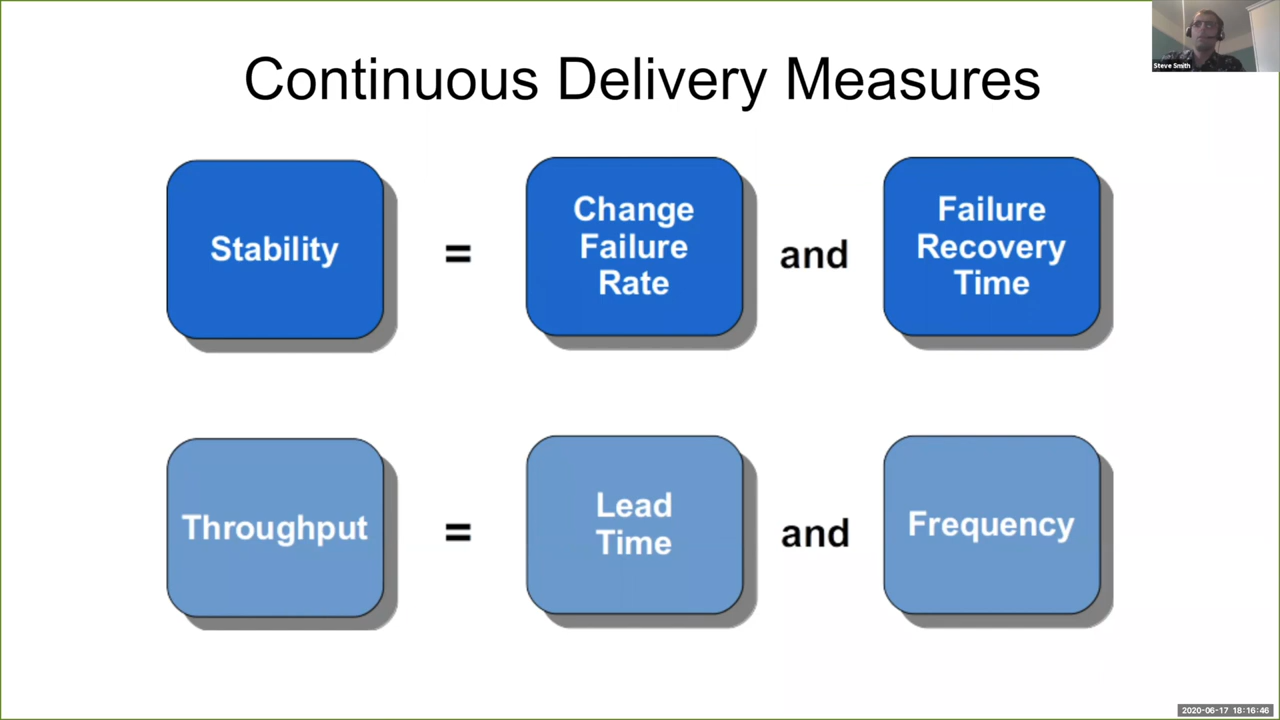 Continuous Delivery Measures
Steve Smith
Stability
=
Change
Failure
Rate
and
Failure
Recovery
Time
Throughput
=
Lead
Time
and
Frequency
2020-06-17 18:16:46